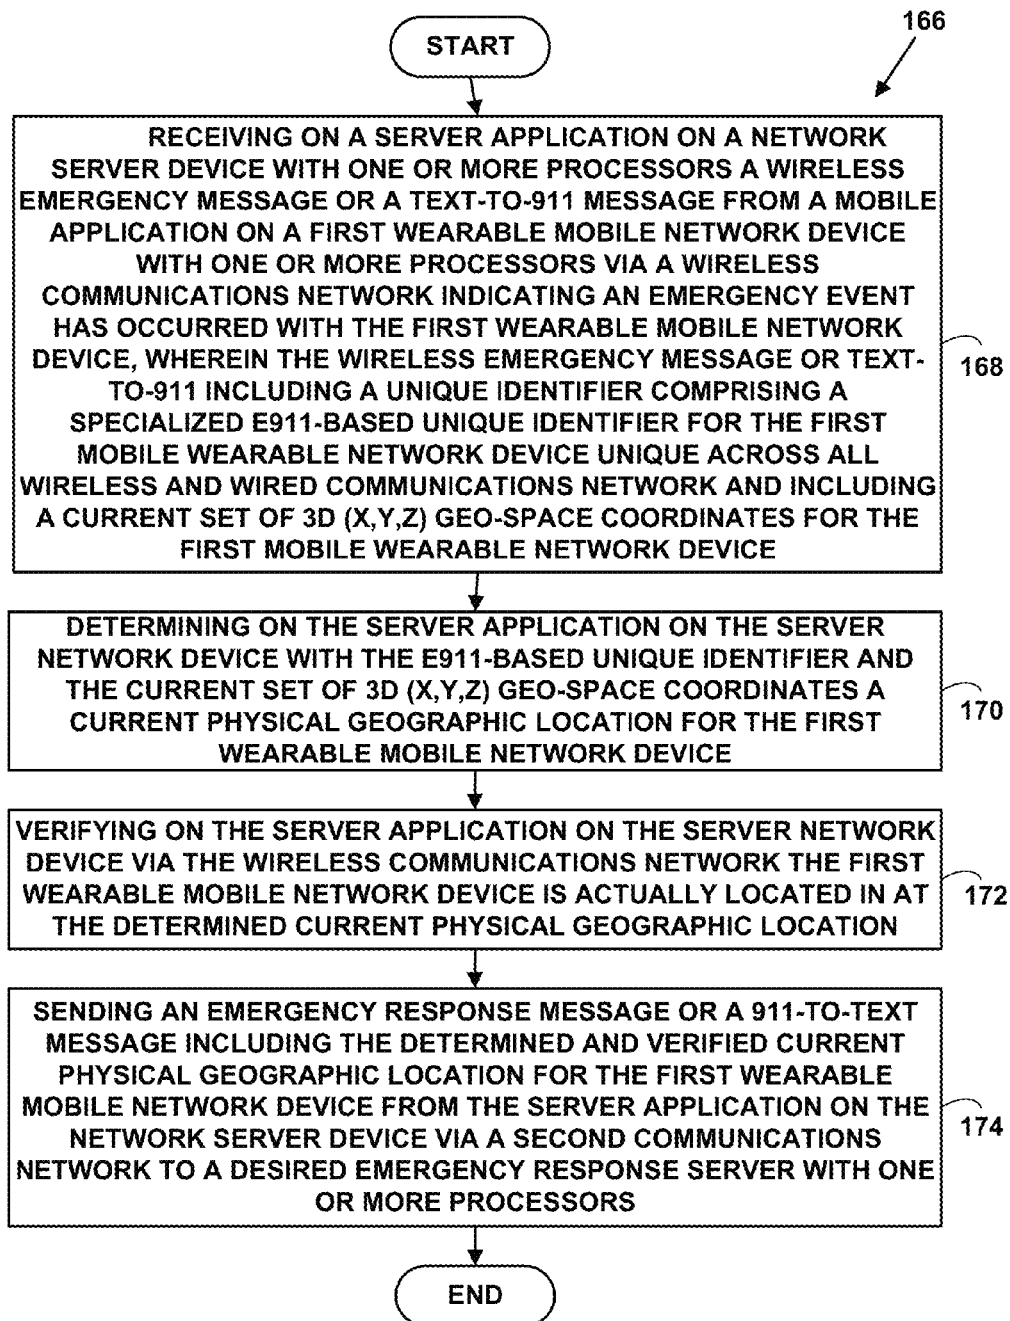 166
START
RECEIVING ON A SERVER APPLICATION ON A NETWORK
SERVER DEVICE WITH ONE OR MORE PROCESSORS A WIRELESS
EMERGENCY MESSAGE OR A TEXT-TO-911 MESSAGE FROM A MOBILE
APPLICATION ON A FIRST WEARABLE MOBILE NETWORK DEVICE
WITH ONE OR MORE PROCESSORS VIA A WIRELESS
COMMUNICATIONS NETWORK INDICATING AN EMERGENCY EVENT
HAS OCCURRED WITH THE FIRST WEARABLE MOBILE NETWORK
DEVICE, WHEREIN THE WIRELESS EMERGENCY MESSAGE OR TEXT-
TO-911 INCLUDING A UNIQUE IDENTIFIER COMPRISING A
SPECIALIZED E911-BASED UNIQUE IDENTIFIER FOR THE FIRST
MOBILE WEARABLE NETWORK DEVICE UNIQUE ACROSS ALL
WIRELESS AND WIRED COMMUNICATIONS NETWORK AND INCLUDING
A CURRENT SET OF 3D (X,Y,Z) GEO-SPACE COORDINATES FOR THE
FIRST MOBILE WEARABLE NETWORK DEVICE
168
DETERMINING ON THE SERVER APPLICATION ON THE SERVER
NETWORK DEVICE WITH THE E911-BASED UNIQUE IDENTIFIER AND
THE CURRENT SET OF 3D (X,Y,Z) GEO-SPACE COORDINATES A
CURRENT PHYSICAL GEOGRAPHIC LOCATION FOR THE FIRST
WEARABLE MOBILE NETWORK DEVICE
170
VERIFYING ON THE SERVER APPLICATION ON THE SERVER NETWORK
DEVICE VIA THE WIRELESS COMMUNICATIONS NETWORK THE FIRST
WEARABLE MOBILE NETWORK DEVICE IS ACTUALLY LOCATED IN AT
THE DETERMINED CURRENT PHYSICAL GEOGRAPHIC LOCATION
172
SENDING AN EMERGENCY RESPONSE MESSAGE OR A 911-TO-TEXT
MESSAGE INCLUDING THE DETERMINED AND VERIFIED CURRENT
PHYSICAL GEOGRAPHIC LOCATION FOR THE FIRST WEARABLE
MOBILE NETWORK DEVICE FROM THE SERVER APPLICATION ON THE
NETWORK SERVER DEVICE VIA A SECOND COMMUNICATIONS
NETWORK TO A DESIRED EMERGENCY RESPONSE SERVER WITH ONE
OR MORE PROCESSORS
174
END